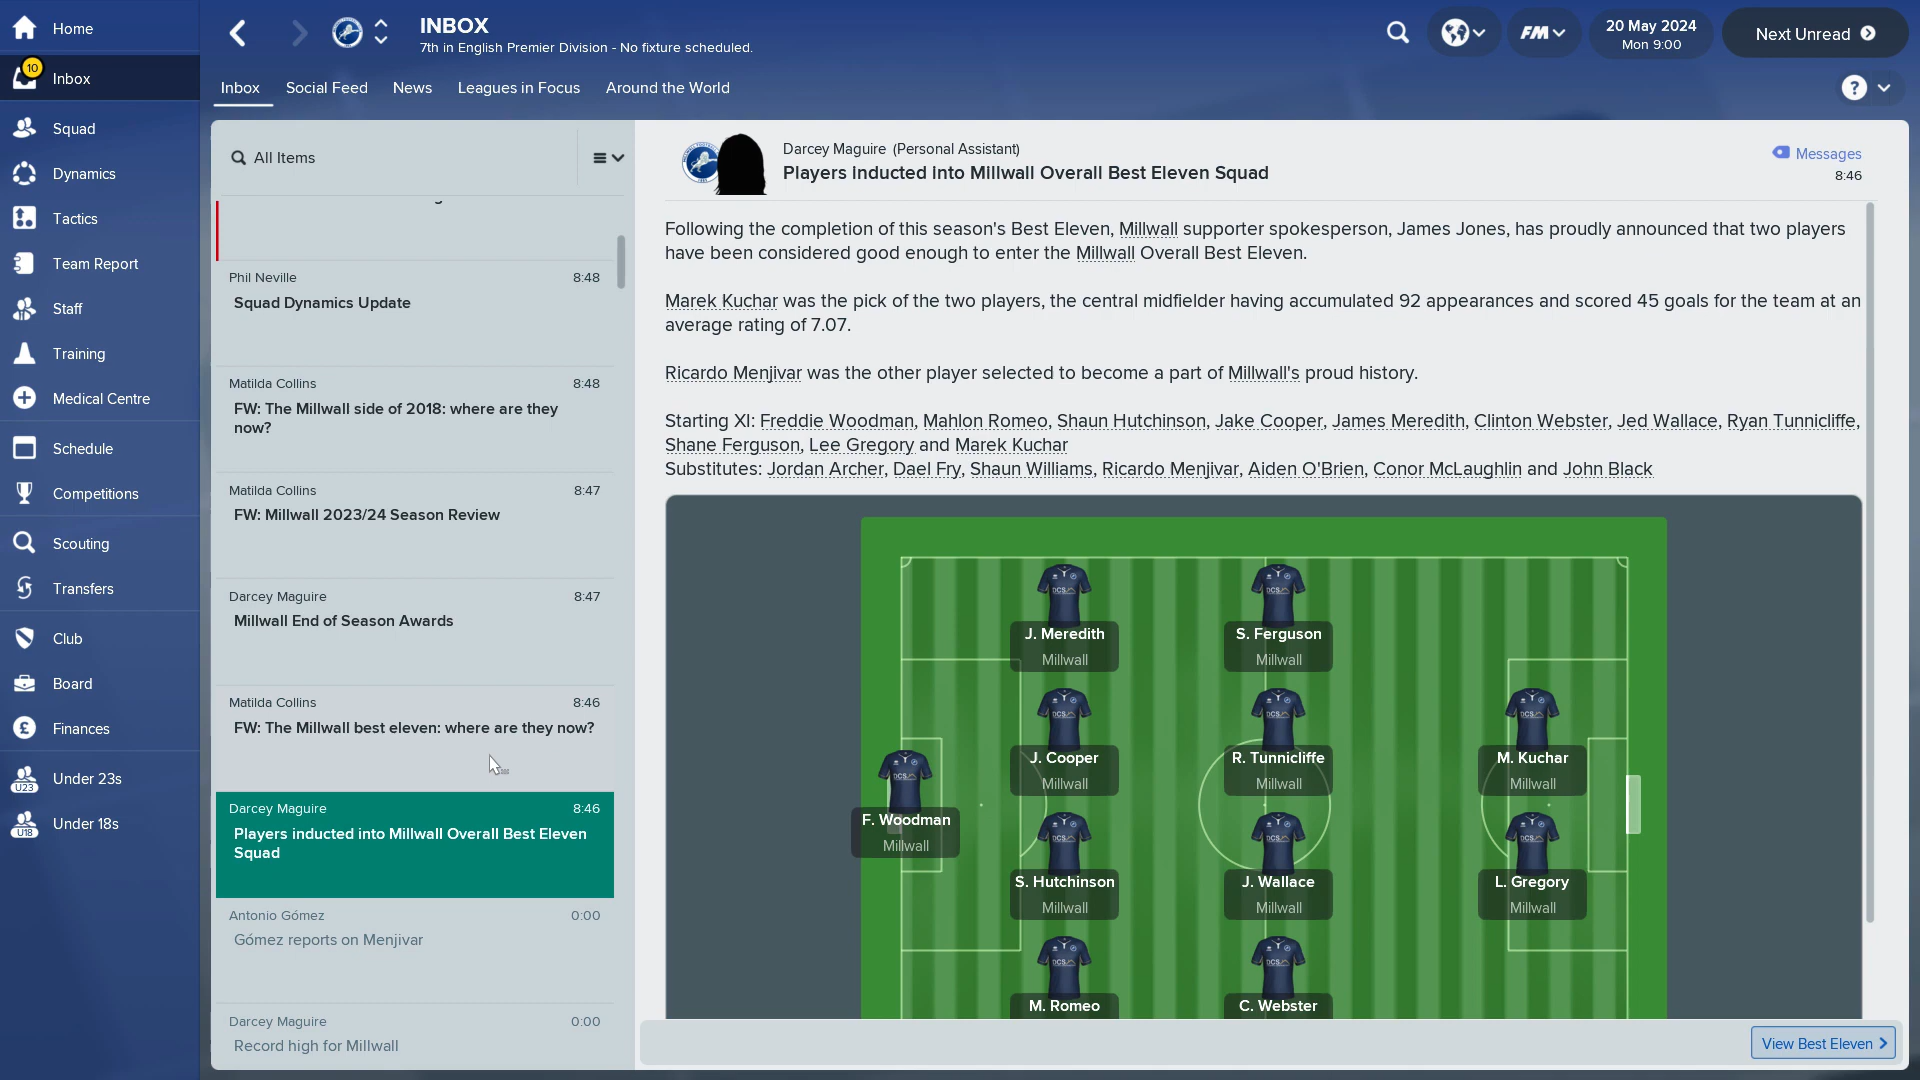 Home
10
Inbox
Squad
Dynamics
Tactics
Team Report
Staff
Training
Medical Centre
Schedule
Competitions
Scouting
Transfers
Club
Board
Finances
U23
Under 23s
U18
Under 18s
INBOX
7th in English Premier Division - No fixture scheduled.
FM
20 May 2024
Mon 9:00
Next Unread
Inbox
Social Feed
News
Leagues in Focus
Around the World
?
All Items
Phil Neville 8:48
Squad Dynamics Update
Matilda Collins 8:48
FW: The Millwall side of 2018: where are they
now?
Matilda Collins 8:47
FW: Millwall 2023/24 Season Review
Darcey Maguire 8:47
Millwall End of Season Awards
Matilda Collins 8:46
FW: The Millwall best eleven: where are they now?
Darcey Maguire 8:46
Players inducted into Millwall Overall Best Eleven
Squad
Antonio Gómez 0:00
Gómez reports on Menjivar
Darcey Maguire 0:00
Record high for Millwall
Darcey Maguire (Personal Assistant)
Players inducted into Millwall Overall Best Eleven Squad
Messages
8:46
Following the completion of this season's Best Eleven, Millwall supporter spokesperson, James Jones, has proudly announced that two players
have been considered good enough to enter the Millwall Overall Best Eleven.
Marek Kuchar was the pick of the two players, the central midfielder having accumulated 92 appearances and scored 45 goals for the team at an
average rating of 7.07.
Ricardo Menjivar was the other player selected to become a part of Millwall's proud history.
Starting XI: Freddie Woodman, Mahlon Romeo, Shaun Hutchinson, Jake Cooper, James Meredith, Clinton Webster, Jed Wallace, Ryan Tunnicliffe,
Shane Ferguson, Lee Gregory and Marek Kuchar
Substitutes: Jordan Archer, Dael Fry, Shaun Williams, Ricardo Menjivar, Aiden O'Brien, Conor McLaughlin and John Black
J. Meredith
Millwall
S. Ferguson
Millwall
J. Cooper
Millwall
R. Tunnicliffe
Millwall
M. Kuchar
Millwall
F. Woodman
Millwall
S. Hutchinson
Millwall
J. Wallace
Millwall
L. Gregory
Millwall
M. Romeo
C. Webster
View Best Eleven